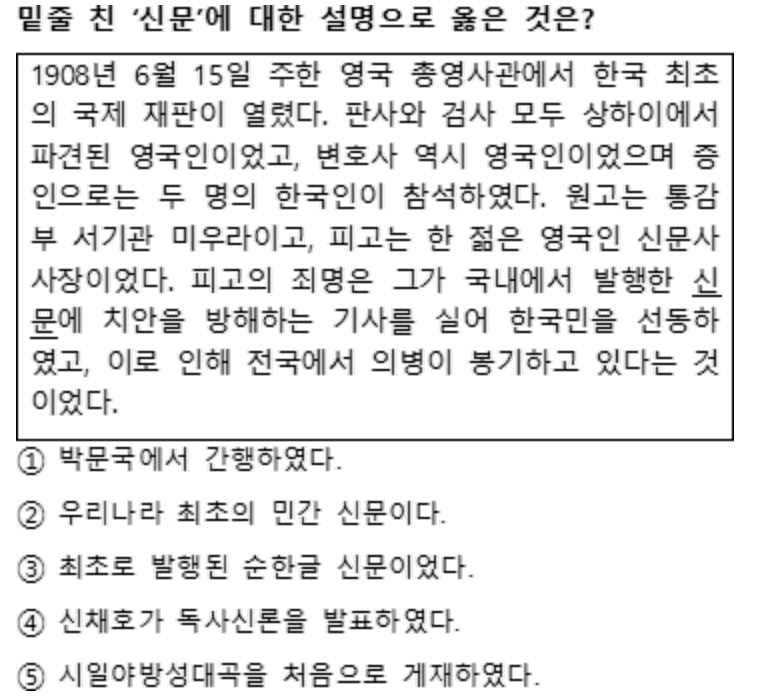 밑줄 친 '신문'에 대한 설명으로 옳은 것은?
1908년 6월 15일 주한 영국 총영사관에서 한국 최초
의 국제 재판이 열렸다. 판사와 검사 모두 상하이에서
파견된 영국인이었고, 변호사 역시 영국인이었으며 증
인으로는 두 명의 한국인이 참석하였다. 원고는 통감
부 서기관 미우라이고, 피고는 한 젊은 영국인 신문사
사장이었다. 피고의 죄명은 그가 국내에서 발행한 신
문에 치안을 방해하는 기사를 실어 한국민을 선동하
였고, 이로 인해 전국에서 의병이 봉기하고 있다는 것
이었다.
① 박문국에서 간행하였다.
② 우리나라 최초의 민간 신문이다.
③ 최초로 발행된 순한글 신문이었다.
④ 신채호가 독사신론을 발표하였다.
⑤ 시일야방성대곡을 처음으로 게재하였다.